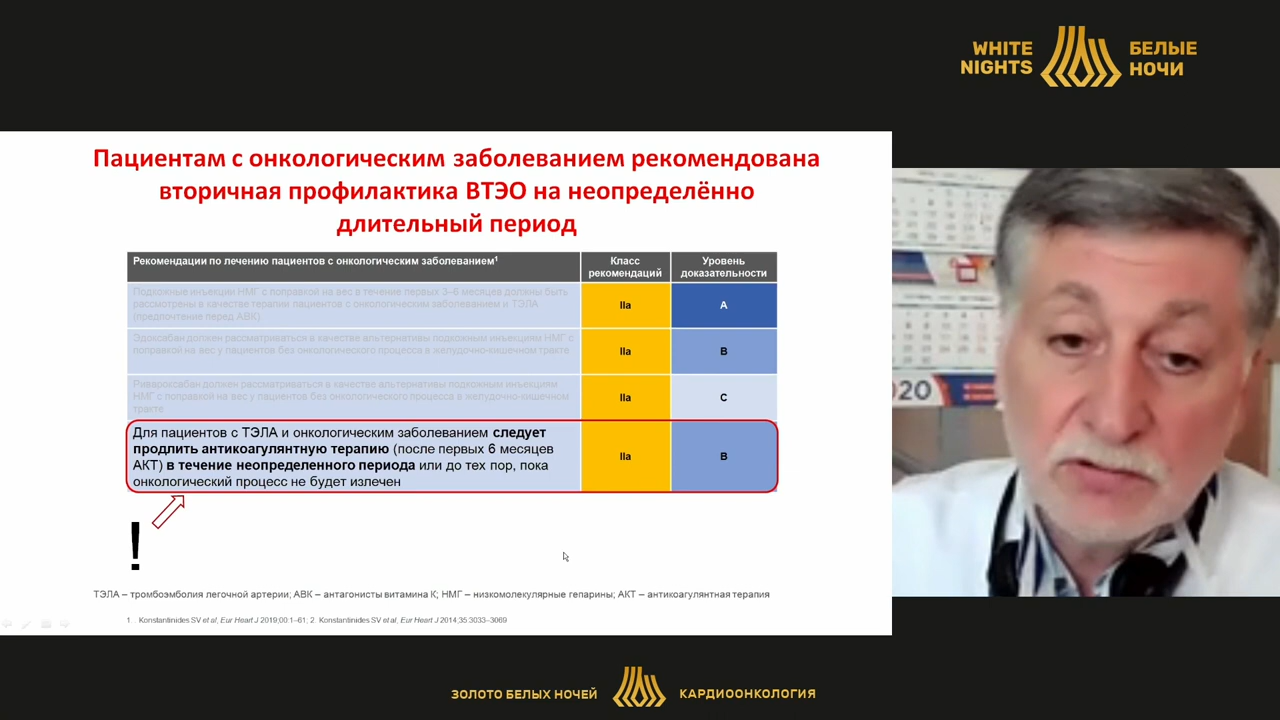 WHITE
NIGHTS
БЕЛЫЕ
НОЧИ
Пациентам с онкологическим заболеванием рекомендована
вторичная профилактика ВТЭО на неопределённо
длительный период
Рекомендации по лечению пациентов с онкологическим заболеванием¹
Класс
рекомендаций
Уровень
доказательности
Подкожные инъекции НМГ с поправкой на вес в течение первых 3–6 месяцев должны быть
рассмотрены в качестве терапии пациентов с онкологическим заболеванием и ТЭЛА
(предпочтение перед АВК)
IIa
A
Эдоксабан должен рассматриваться в качестве альтернативы подкожным инъекциям НМГ с
поправкой на вес у пациентов без онкологического процесса в желудочно-кишечном тракте
IIa
B
Ривароксабан должен рассматриваться в качестве альтернативы подкожным инъекциям
НМГ с поправкой на вес у пациентов без онкологического процесса в желудочно-кишечном
тракте
IIa
C
Для пациентов с ТЭЛА и онкологическим заболеванием следует
продлить антикоагулянтную терапию (после первых 6 месяцев
АКТ) в течение неопределенного периода или до тех пор, пока
онкологический процесс не будет излечен
IIa
B
!
ТЭЛА – тромбоэмболия легочной артерии; АВК – антагонисты витамина К; НМГ – низкомолекулярные гепарины; АКТ – антикоагулянтная терапия
1 . Konstantinides SV et al, Eur Heart J 2019;00:1–61; 2. Konstantinides SV et al, Eur Heart J 2014;35:3033–3069
020
ЗОЛОТО БЕЛЫХ НОЧЕЙ
КАРДИООНКОЛОГИЯ